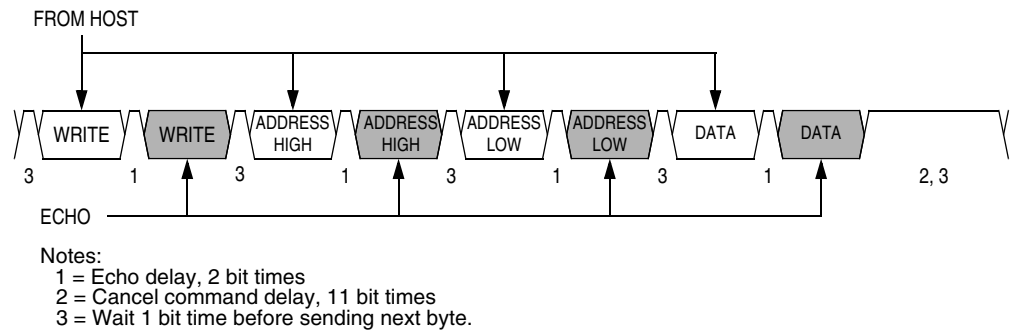 FROM HOST
WRITE WRITE ADDRESS HIGH ADDRESS HIGH ADDRESS LOW ADDRESS LOW DATA DATA
3 1 3 1 3 1 3 1 2, 3
ECHO
Notes:
1 = Echo delay, 2 bit times
2 = Cancel command delay, 11 bit times
3 = Wait 1 bit time before sending next byte.